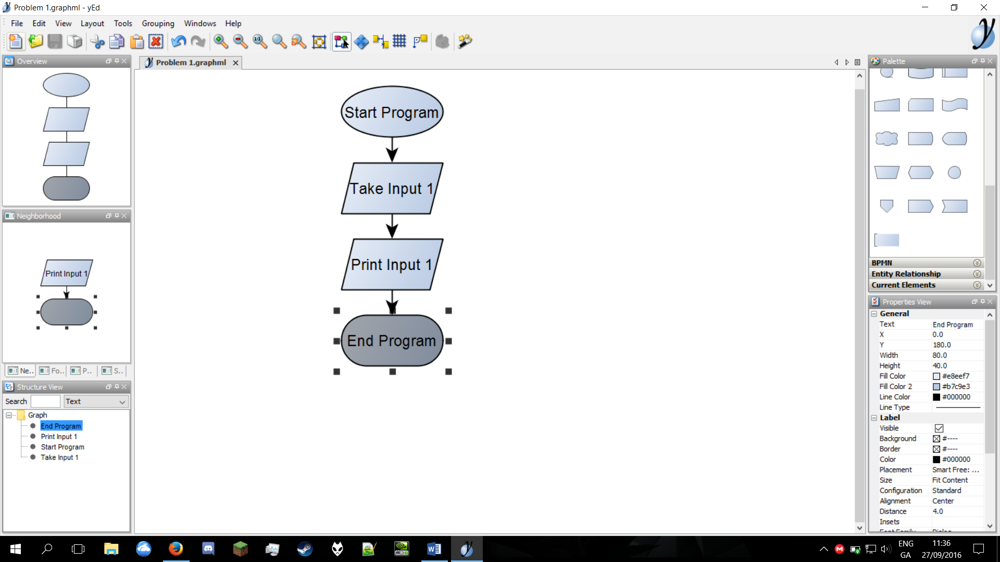 Problem 1.graphml - yEd
File Edit View Layout Tools Grouping Windows Help
1:1
Overview
Neighborhood
Print Input 1
Ne.. Fo.. P.. S..
Structure View
Search Text
Graph
End Program
Print Input 1
Start Program
Take Input 1
Problem 1.graphml
Start Program
Take Input 1
Print Input 1
End Program
Palette
BPMN
Entity Relationship
Current Elements
Properties View
General
Text End Program
X 0.0
Y 180.0
Width 80.0
Height 40.0
Fill Color #e8eef7
Fill Color 2 #b7c9e3
Line Color #000000
Line Type
Label
Visible
Background #----
Border #----
Color #000000
Placement Smart Free: ...
Size Fit Content
Configuration Standard
Alignment Center
Distance 4.0
Insets
Font Family Dialog
ENG 11:36
GA 27/09/2016